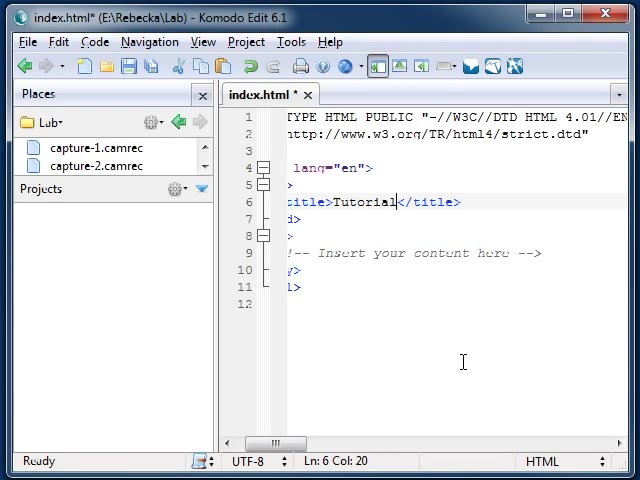 index.html* (E:\Rebecka\Lab) - Komodo Edit 6.1
File Edit Code Navigation View Project Tools Help
Places
index.html *
Lab
capture-1.camrec
capture-2.camrec
Projects
1 TYPE HTML PUBLIC "-//W3C//DTD HTML 4.01//EN
2 http://www.w3.org/TR/html4/strict.dtd"
3
4 lang="en">
5 >
6 title>Tutorial</title>
7 d>
8 >
9 !-- Insert your content here -->
10 y>
11 l>
12
Ready UTF-8 Ln: 6 Col: 20 HTML